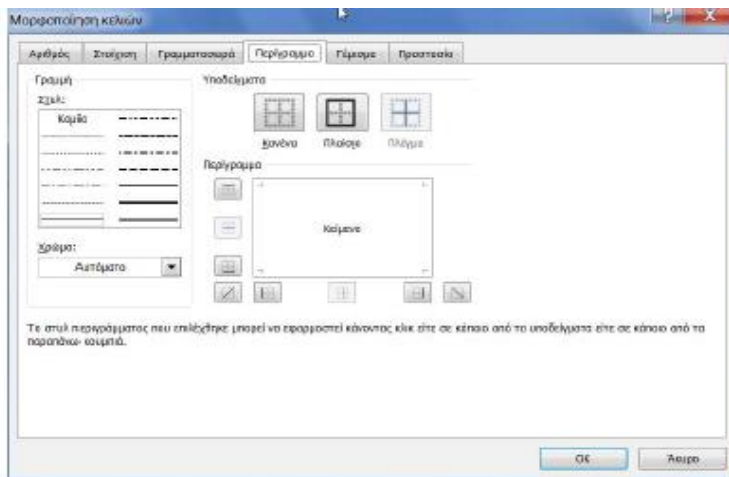 Μορφοποίηση κελιών
Αριθμός Στοίχιση Γραμματοσειρά Περίγραμμα Γέμισμα Προστασία
Γραμμή
Στυλ:
Καμία
Χρώμα:
Αυτόματο
Υποδείγματα
Κανένα Πλαίσιο Πλέγμα
Περίγραμμα
Κείμενο
Το στυλ περιγράμματος που επιλέχθηκε μπορεί να εφαρμοστεί κάνοντας κλικ είτε σε κάποιο από τα υποδείγματα είτε σε κάποιο από τα
παραπάνω κουμπιά.
OK Άκυρο